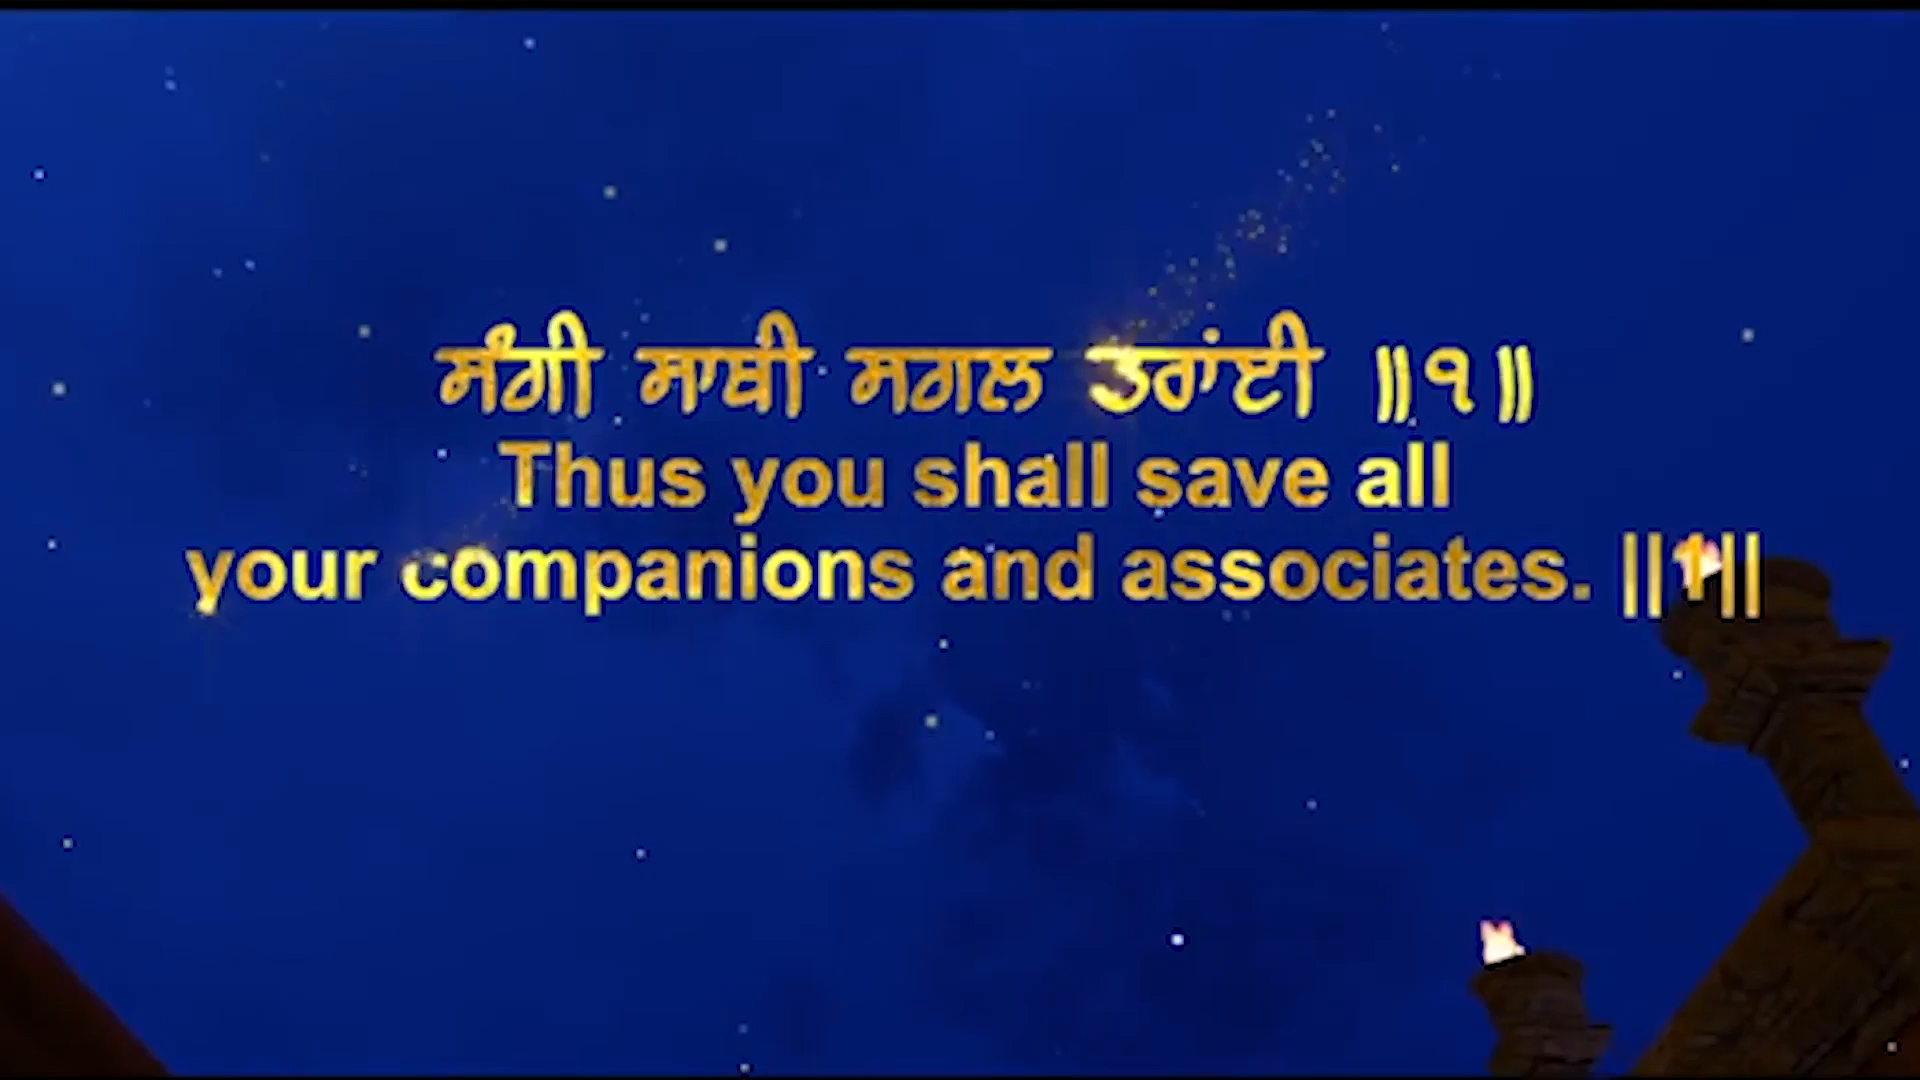 ਸੰਗੀ ਸਾਥੀ ਸਗਲ ਤਰਾਂਈ ॥੧॥
Thus you shall save all
your companions and associates. ||1||